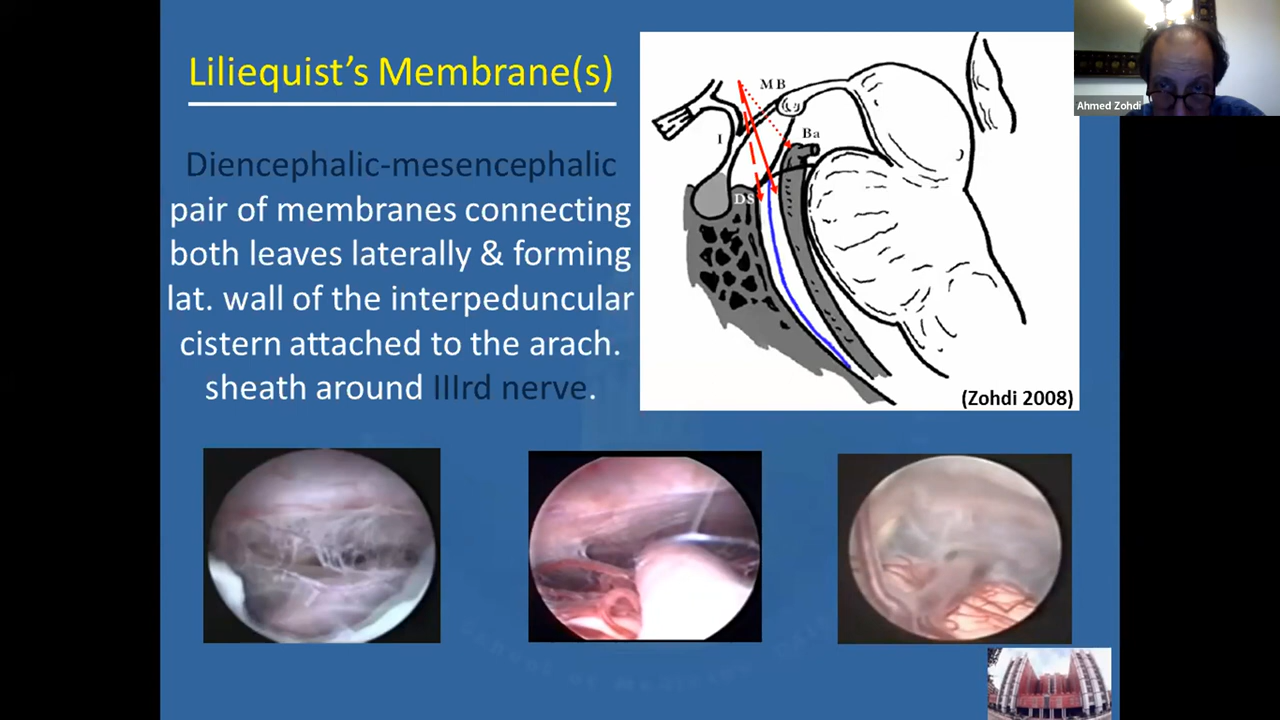 Liliequist's Membrane(s)
Diencephalic-mesencephalic
pair of membranes connecting
both leaves laterally & forming
lat. wall of the interpeduncular
cistern attached to the arach.
sheath around IIIrd nerve.
MB
I
Ba
DS
(Zohdi 2008)
Ahmed Zohdi